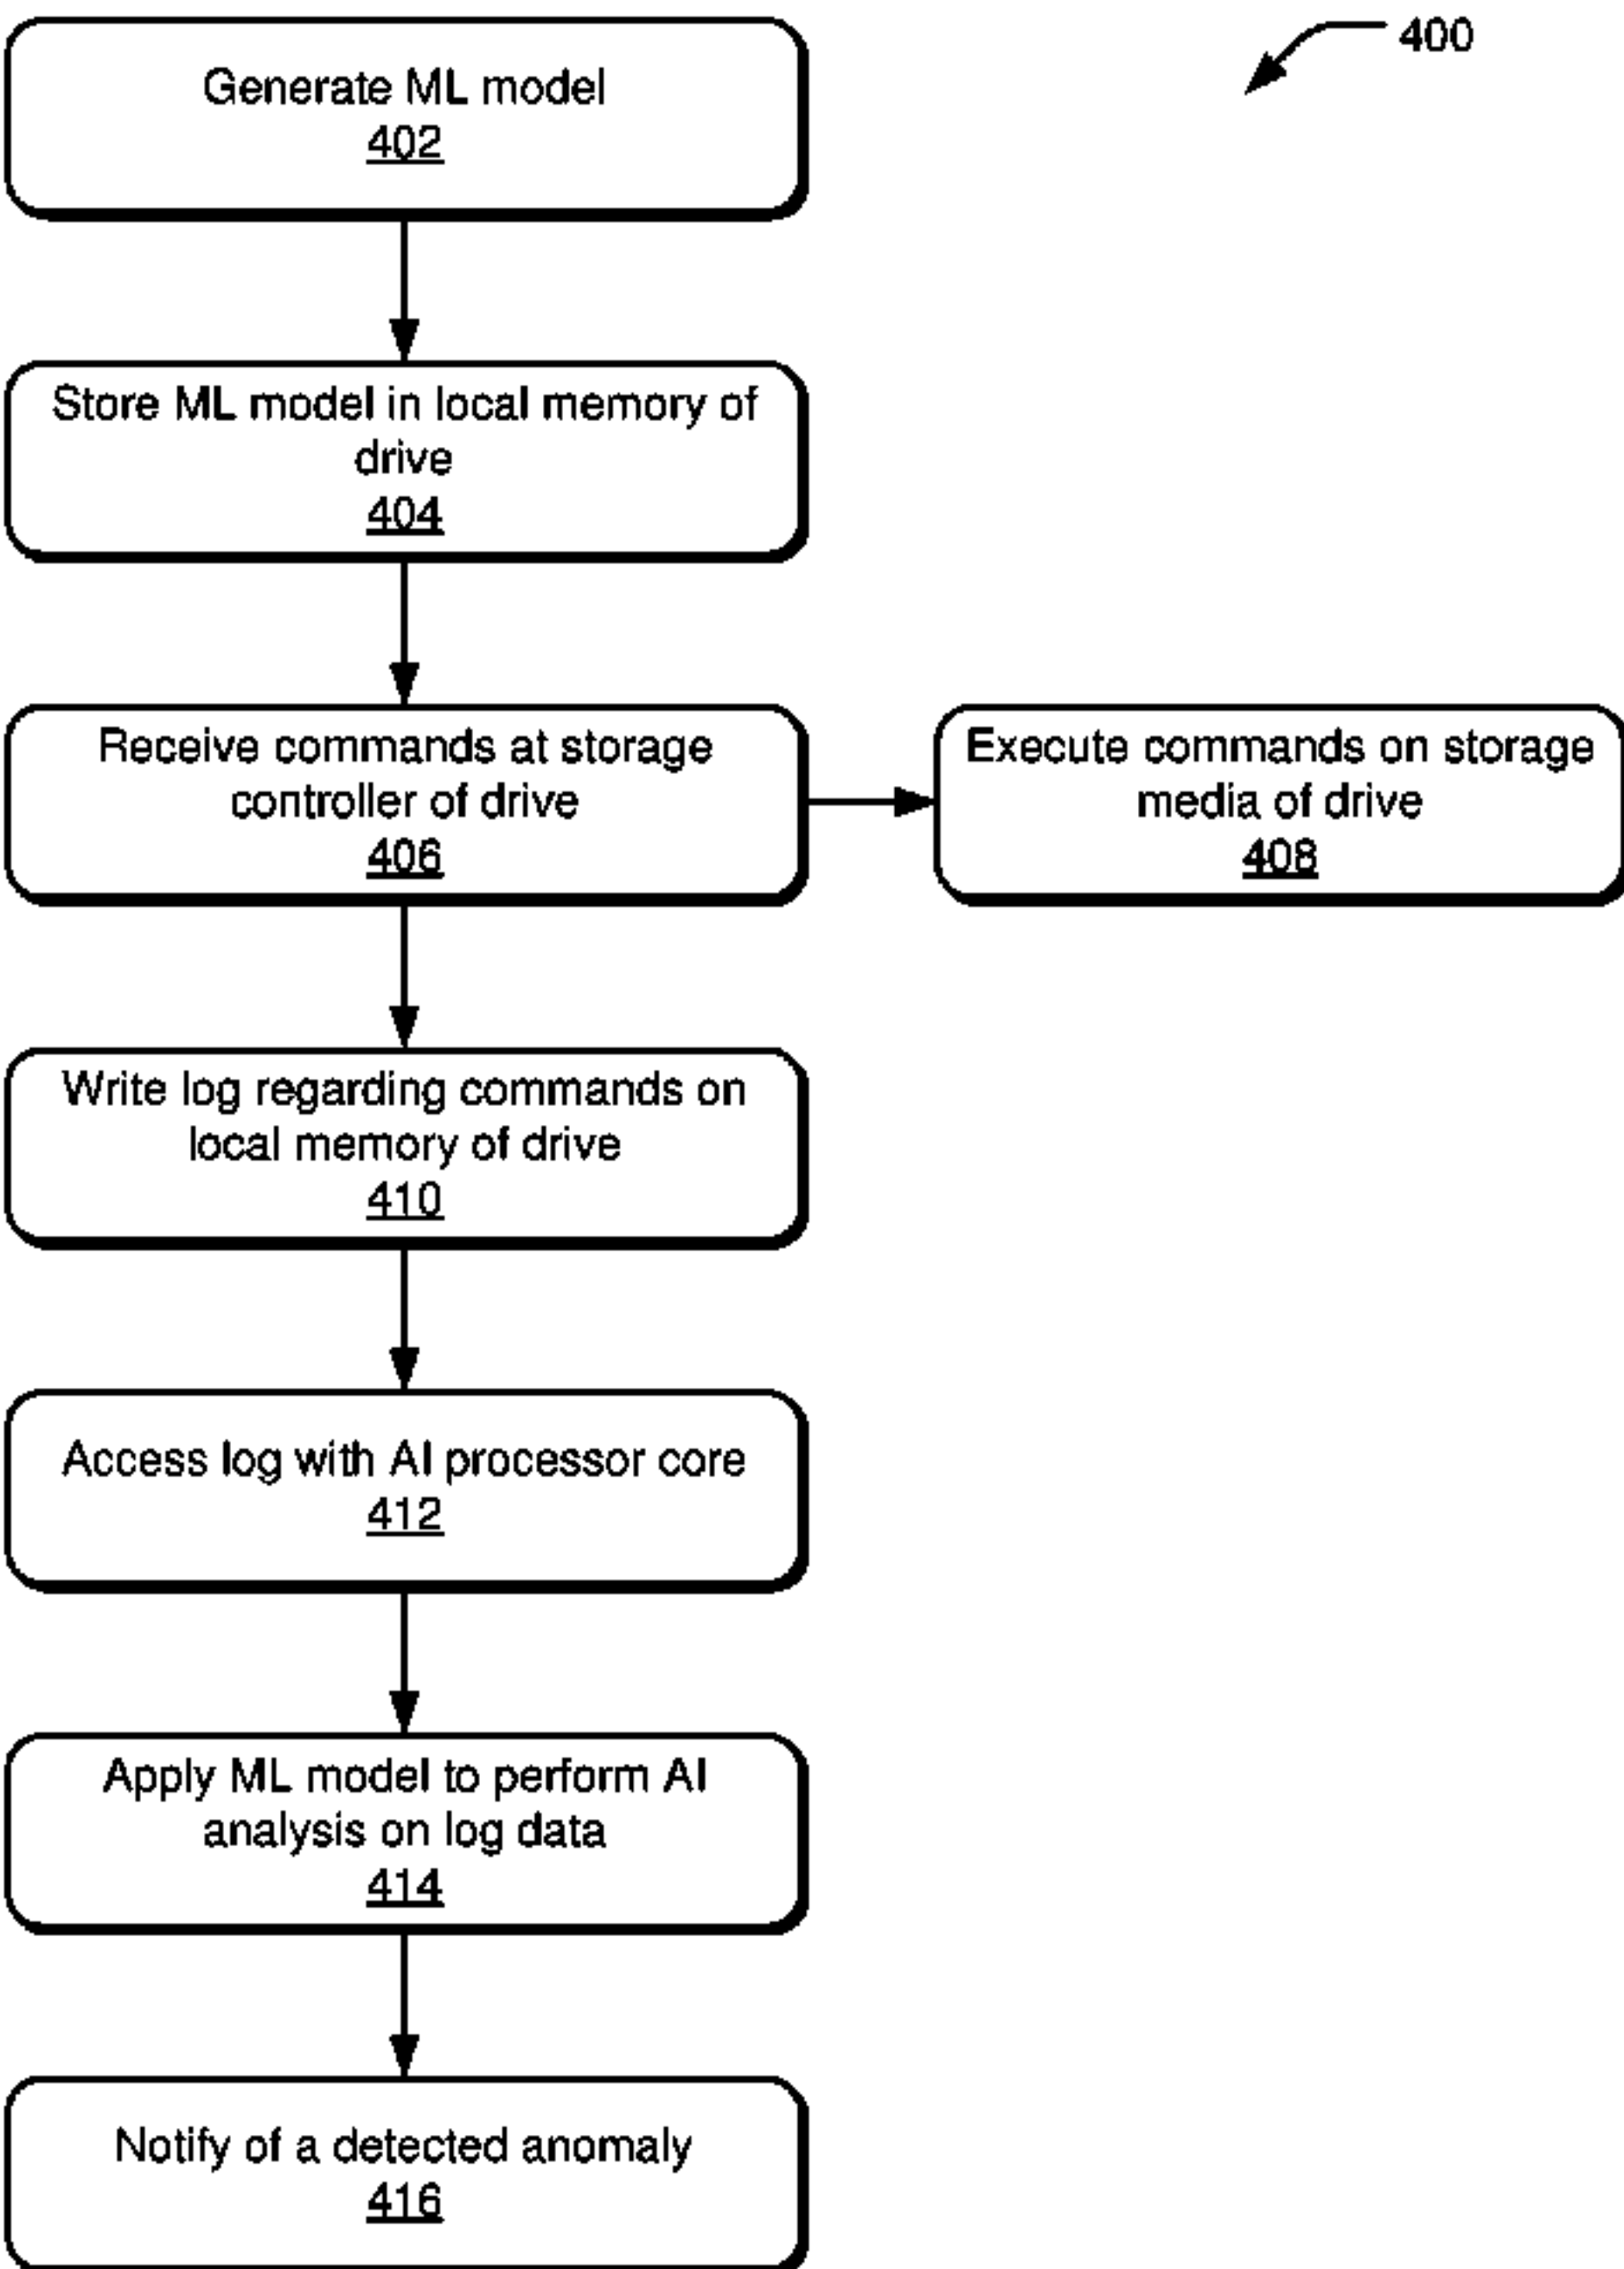 400
Generate ML model
402
Store ML model in local memory of
drive
404
Receive commands at storage
controller of drive
406
Execute commands on storage
media of drive
408
Write log regarding commands on
local memory of drive
410
Access log with AI processor core
412
Apply ML model to perform AI
analysis on log data
414
Notify of a detected anomaly
416